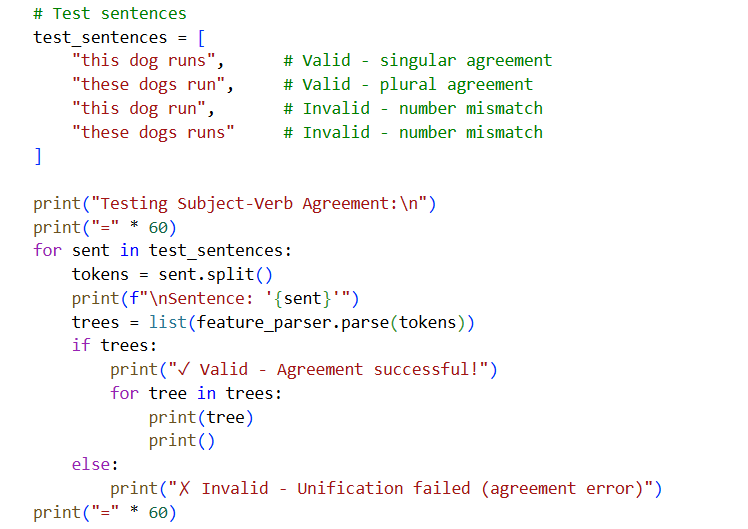 # Test sentences
test_sentences = [
    "this dog runs",      # Valid - singular agreement
    "these dogs run",     # Valid - plural agreement
    "this dog run",       # Invalid - number mismatch
    "these dogs runs"     # Invalid - number mismatch
]

print("Testing Subject-Verb Agreement:\n")
print("=" * 60)
for sent in test_sentences:
    tokens = sent.split()
    print(f"\nSentence: '{sent}'")
    trees = list(feature_parser.parse(tokens))
    if trees:
        print("✓ Valid - Agreement successful!")
        for tree in trees:
            print(tree)
            print()
    else:
        print("✗ Invalid - Unification failed (agreement error)")
print("=" * 60)